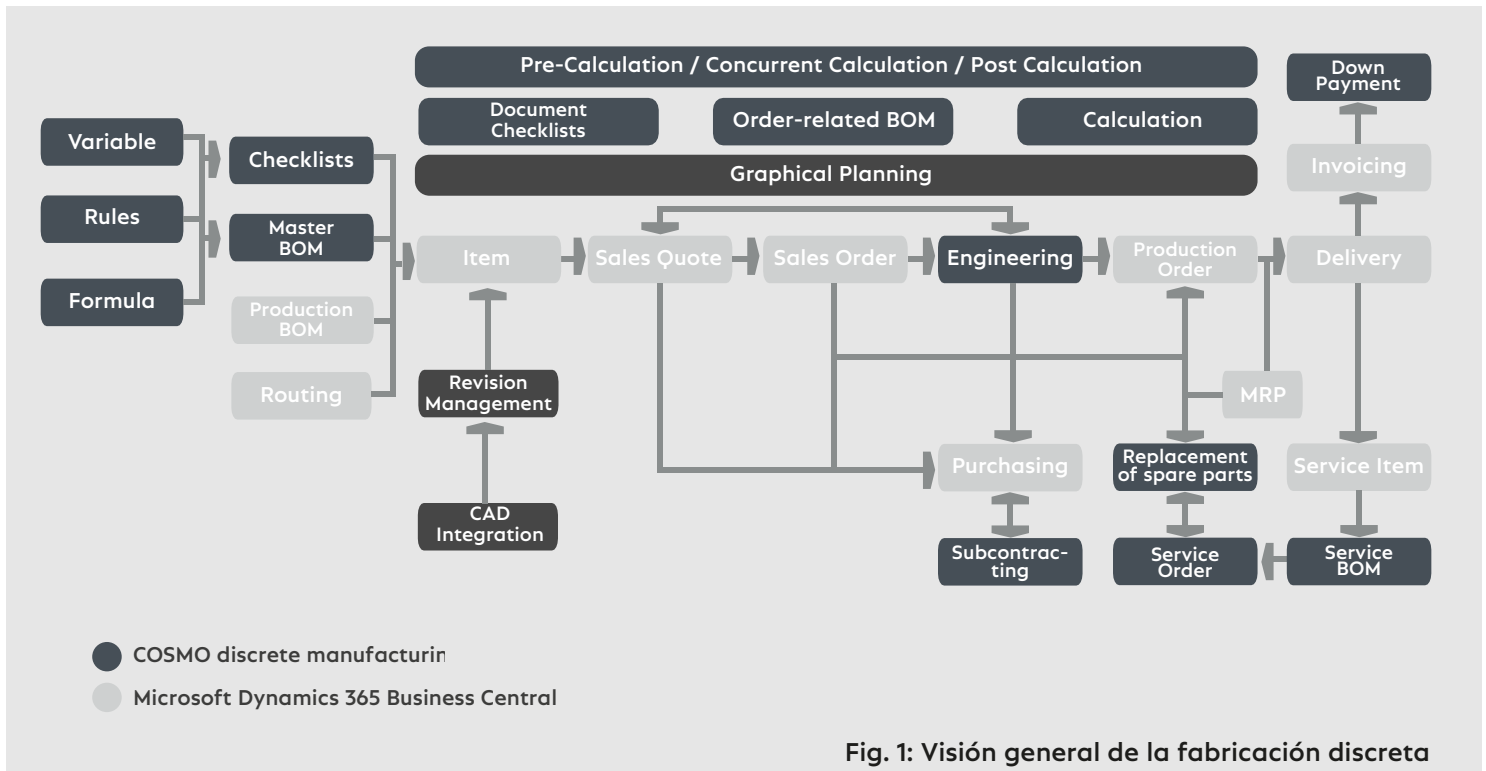 Pre-Calculation / Concurrent Calculation / Post Calculation
Down
Payment
Document
Checklists
Order-related BOM
Calculation
Variable
Checklists
Invoicing
Graphical Planning
Rules
Master
BOM
Item
Sales Quote
Sales Order
Engineering
Production
Order
Delivery
Formula
Production
BOM
Routing
Revision
Management
MRP
Purchasing
Replacement
of spare parts
Service Item
CAD
Integration
Subcontrac-
ting
Service
Order
Service
BOM
COSMO discrete manufacturin
Microsoft Dynamics 365 Business Central
Fig. 1: Visión general de la fabricación discreta